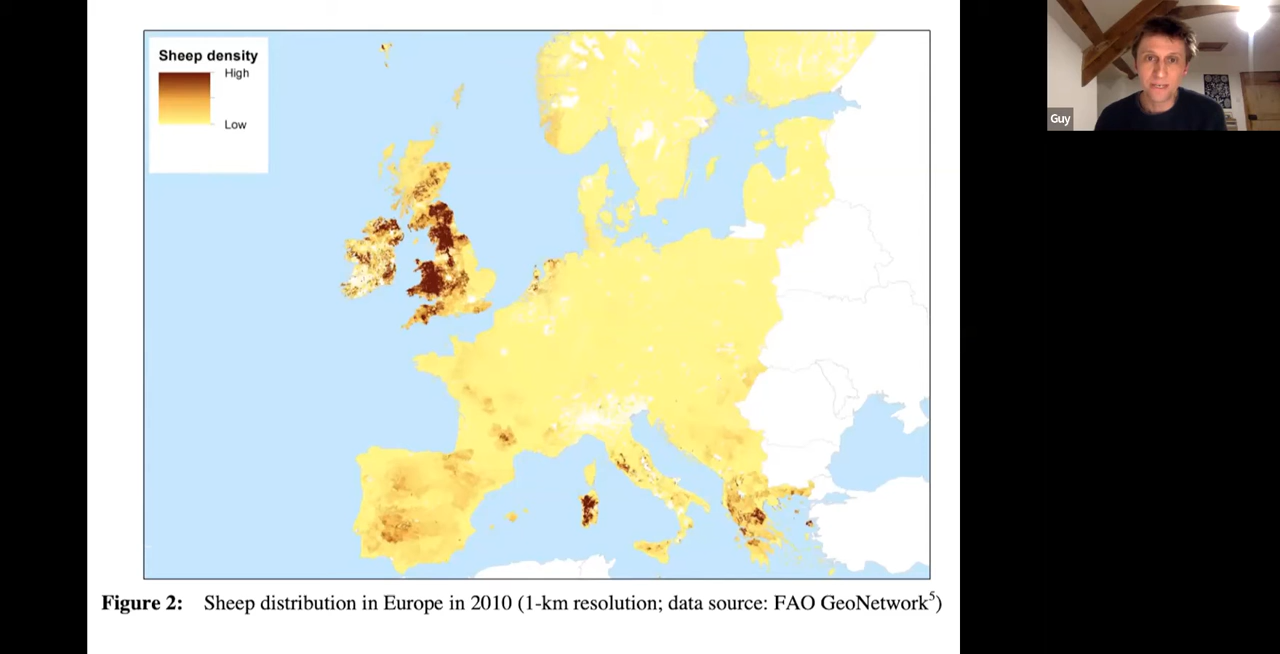 Sheep density
High
Low
Guy
Figure 2: Sheep distribution in Europe in 2010 (1-km resolution; data source: FAO GeoNetwork⁵)